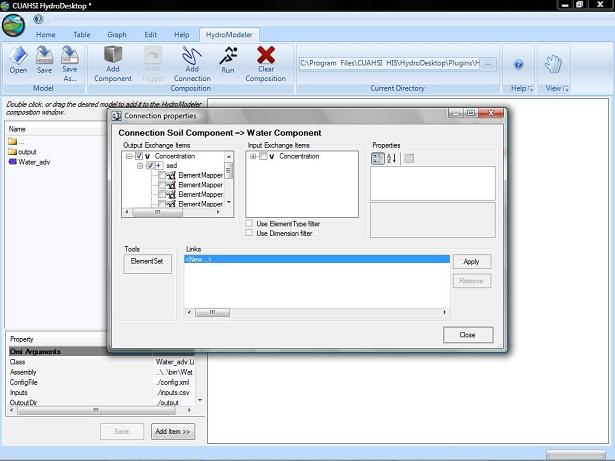 CUAHSI HydroDesktop *
Home Table Graph Edit Help HydroModeler
Open Save Save As... Add Component Add Trigger Add Connection Run Clear Composition
C:\Program Files\CUAHSI HIS\HydroDesktop\Plugins\H ...
Model Composition Current Directory Help View
Double click, or drag the desired model to add it to the HydroModeler
composition window.
Name
...
output
Water_adv
Connection properties
Connection Soil Component => Water Component
Output Exchange Items
Concentration
sed
ElementMapper
ElementMapper
ElementMapper
ElementMapper
Input Exchange Items
Concentration
Use ElementType filter
Use Dimension filter
Properties
Tools
ElementSet
Links
<New...>
Apply
Remove
Close
Property
Omi Arguments
Class Water_adv.Li
Assembly ..\..\bin\Wat.
ConfigFile ./config.xml
Inputs ./inputs.csv
OutputDir ./output
Save Add Item >>